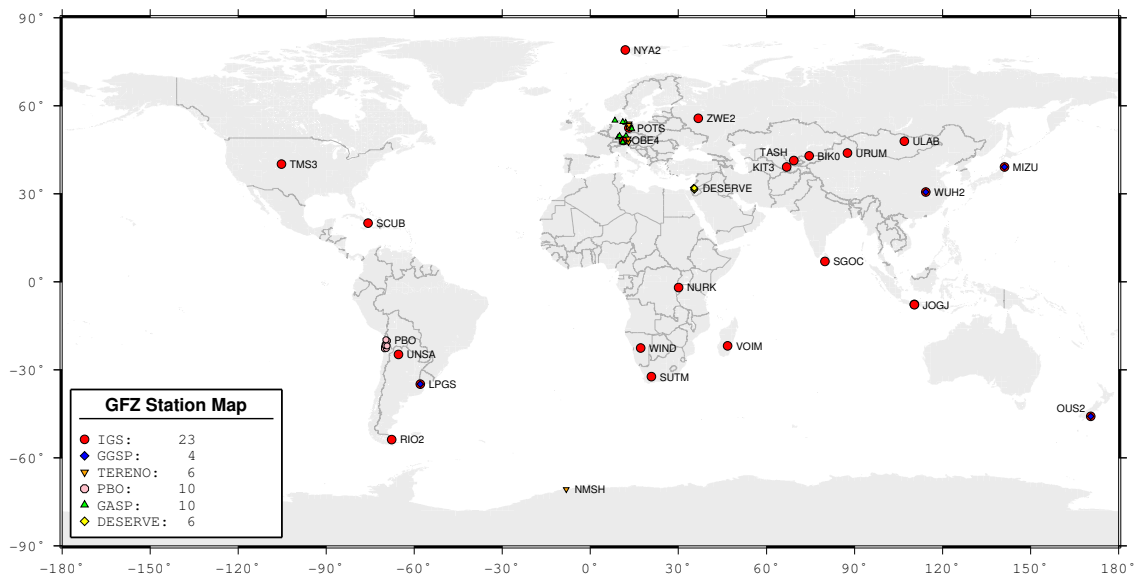 90°
60°
30°
0°
−30°
−60°
−90°
NYA2
ZWE2
POTS
OBE4
ULAB
TASH
BIK0
URUM
KIT3
MIZU
TMS3
DESERVE
WUH2
SCUB
SGOC
NURK
JOGJ
PBO
UNSA
WIND
VOIM
SUTM
LPGS
OUS2
RIO2
NMSH
GFZ Station Map
IGS: 23
GGSP: 4
TERENO: 6
PBO: 10
GASP: 10
DESERVE: 6
−180° −150° −120° −90° −60° −30° 0° 30° 60° 90° 120° 150° 180°